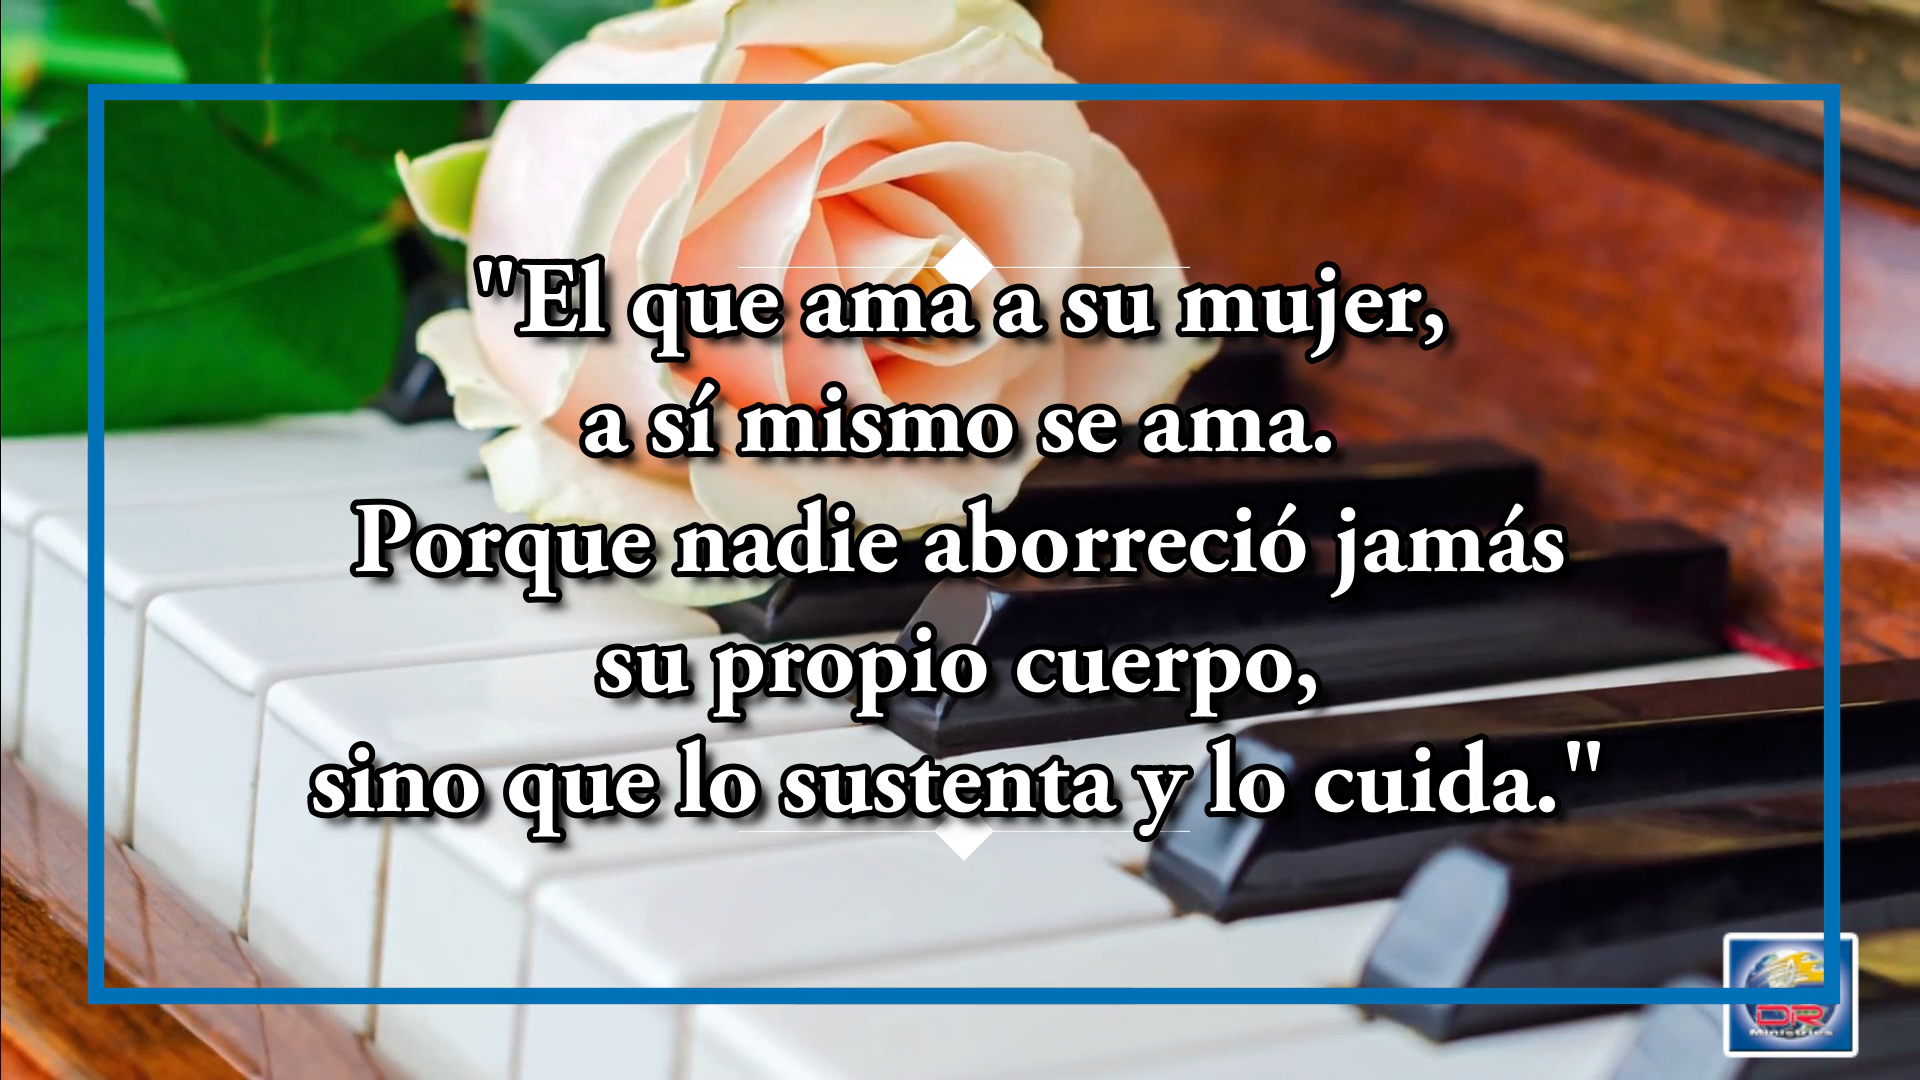 "El que ama a su mujer,
a sí mismo se ama.
Porque nadie aborreció jamás
su propio cuerpo,
sino que lo sustenta y lo cuida."
DR
Ministries